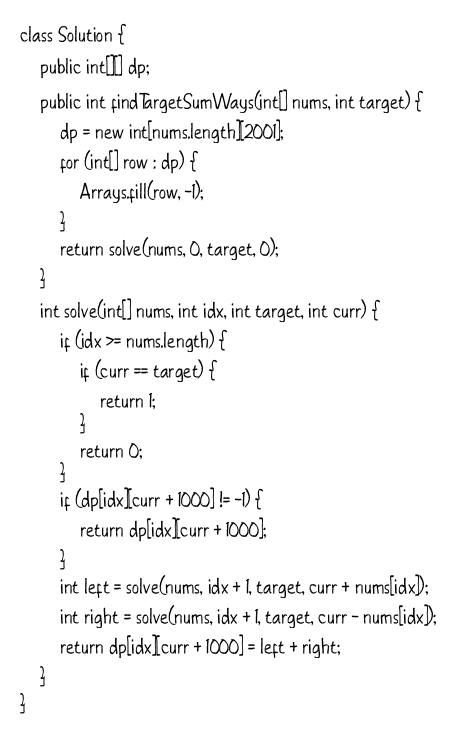 class Solution {
public int[][] dp;
public int findTargetSumWays(int[] nums, int target) {
dp = new int[nums.length][2001];
for (int[] row : dp) {
Arrays.fill(row, -1);
}
return solve(nums, 0, target, 0);
}
int solve(int[] nums, int idx, int target, int curr) {
if (idx >= nums.length) {
if (curr == target) {
return 1;
}
return 0;
}
if (dp[idx][curr + 1000] != -1) {
return dp[idx][curr + 1000];
}
int left = solve(nums, idx + 1, target, curr + nums[idx]);
int right = solve(nums, idx + 1, target, curr - nums[idx]);
return dp[idx][curr + 1000] = left + right;
}
}